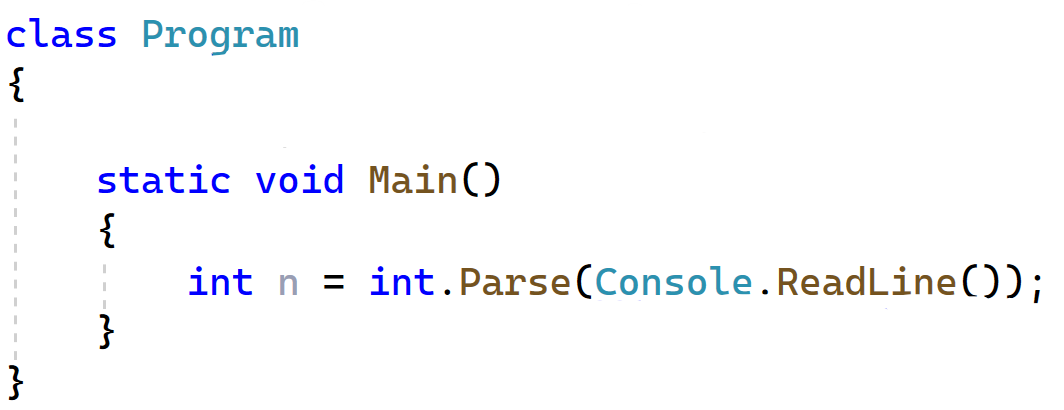 class Program
{
static void Main()
{
int n = int.Parse(Console.ReadLine());
}
}